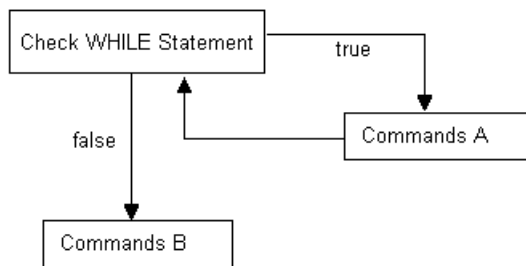 Check WHILE Statement
true
Commands A
false
Commands B